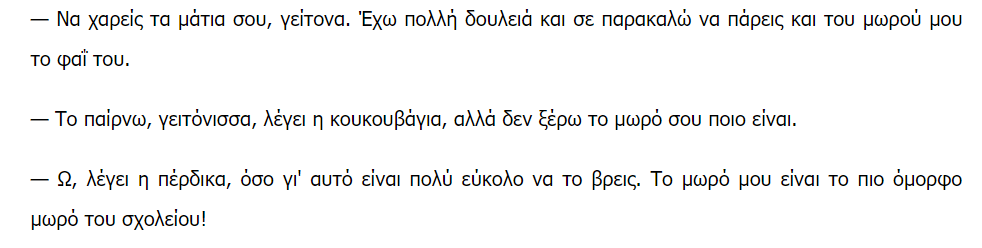 — Να χαρείς τα μάτια σου, γείτονα. Έχω πολλή δουλειά και σε παρακαλώ να πάρεις και του μωρού μου
το φαΐ του.
— Το παίρνω, γειτόνισσα, λέγει η κουκουβάγια, αλλά δεν ξέρω το μωρό σου ποιο είναι.
— Ω, λέγει η πέρδικα, όσο γι' αυτό είναι πολύ εύκολο να το βρεις. Το μωρό μου είναι το πιο όμορφο
μωρό του σχολείου!